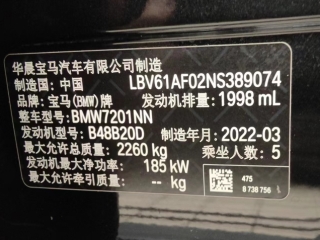 华晨宝马汽车有限公司制造
制造国:中国 LBV61AF02NS389074
品牌:宝马(BMW)牌 发动机排量:1998 mL
整车型号:BMW7201NN
发动机型号:B48B20D 制造年月:2022-03
最大允许总质量:2260 kg 乘坐人数:5
发动机最大净功率:185 kW
最大允许牵引质量:-- kg
475
8 738 756